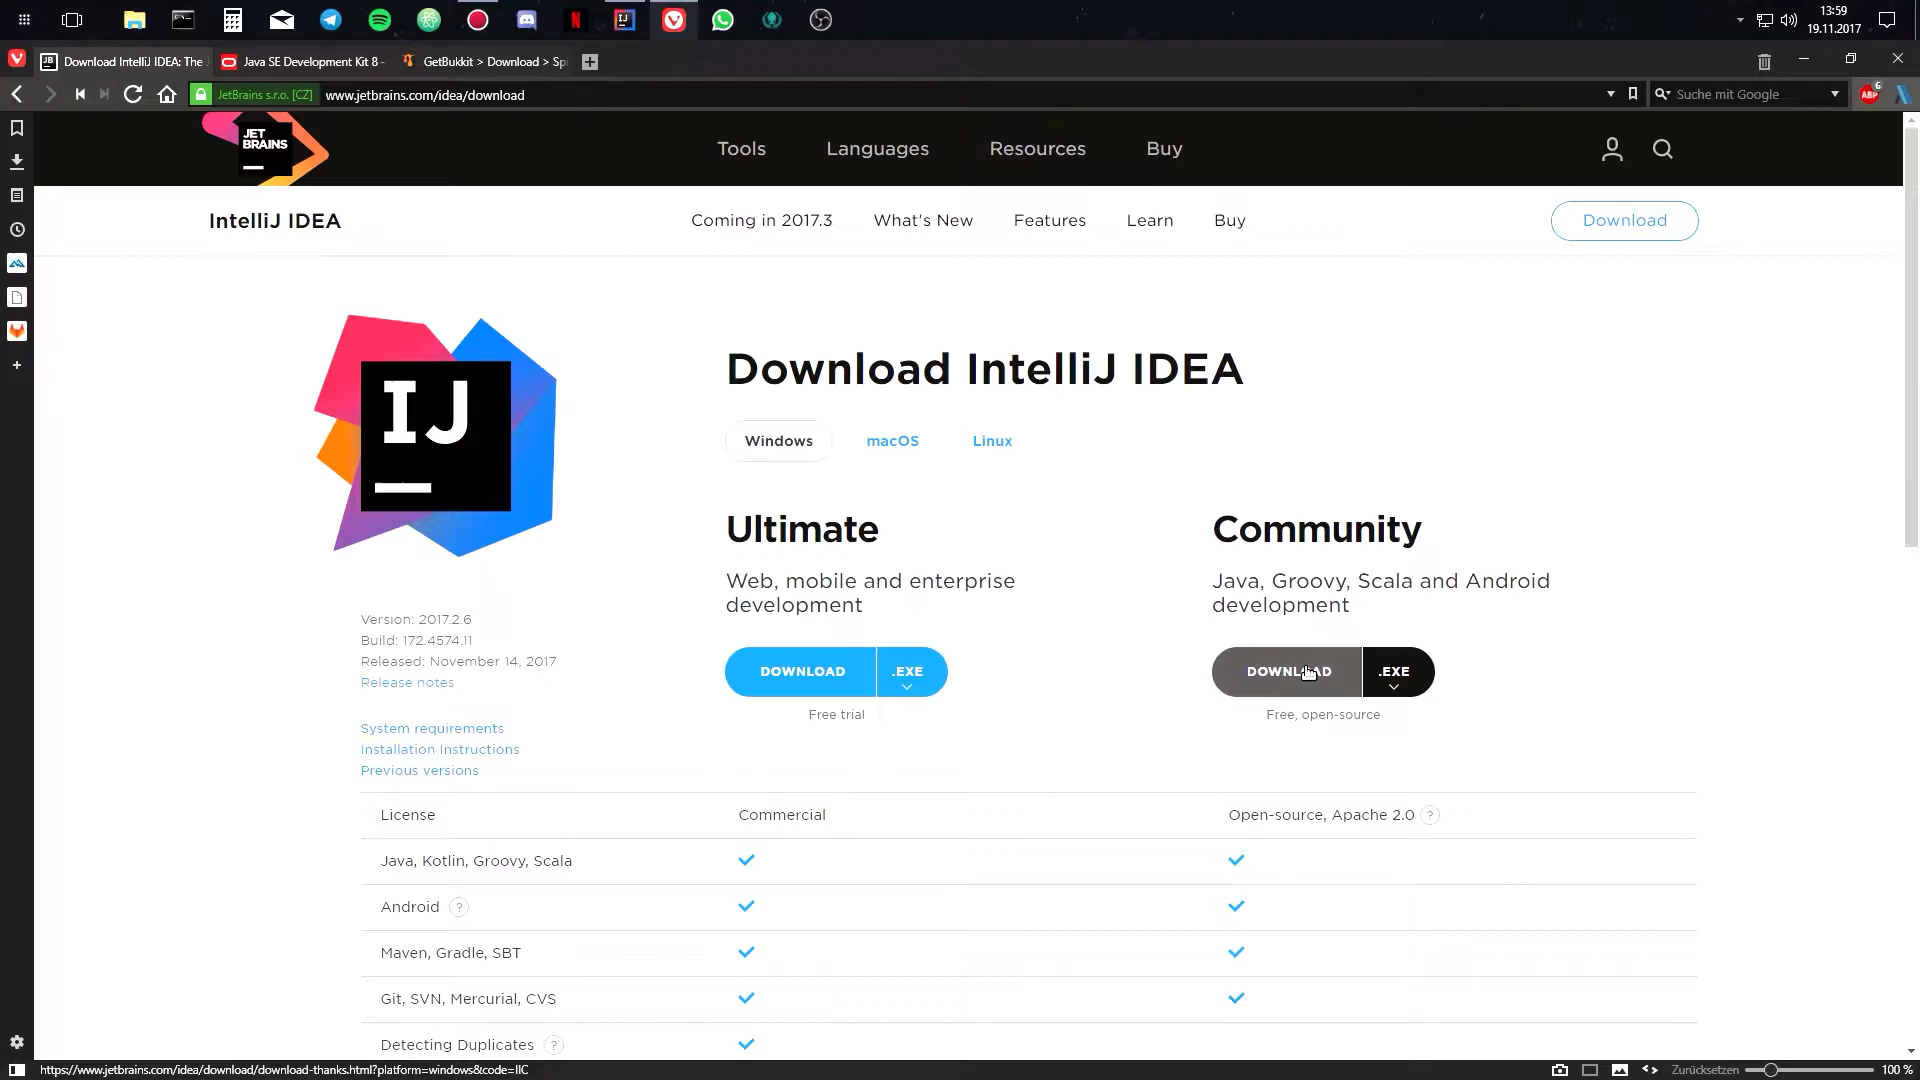 13:59
19.11.2017
Download IntelliJ IDEA: The J
Java SE Development Kit 8 -
GetBukkit > Download > Spi
JetBrains s.r.o. [CZ]
www.jetbrains.com/idea/download
Suche mit Google
ABP
6
JET
BRAINS
Tools
Languages
Resources
Buy
IntelliJ IDEA
Coming in 2017.3
What's New
Features
Learn
Buy
Download
IJ
Download IntelliJ IDEA
Windows
macOS
Linux
Ultimate
Community
Web, mobile and enterprise
development
Java, Groovy, Scala and Android
development
Version: 2017.2.6
Build: 172.4574.11
Released: November 14, 2017
Release notes
DOWNLOAD
.EXE
Free trial
DOWNLOAD
.EXE
Free, open-source
System requirements
Installation Instructions
Previous versions
License
Commercial
Open-source, Apache 2.0 ?
Java, Kotlin, Groovy, Scala
Android ?
Maven, Gradle, SBT
Git, SVN, Mercurial, CVS
Detecting Duplicates ?
https://www.jetbrains.com/idea/download/download-thanks.html?platform=windows&code=IIC
Zurücksetzen
100 %